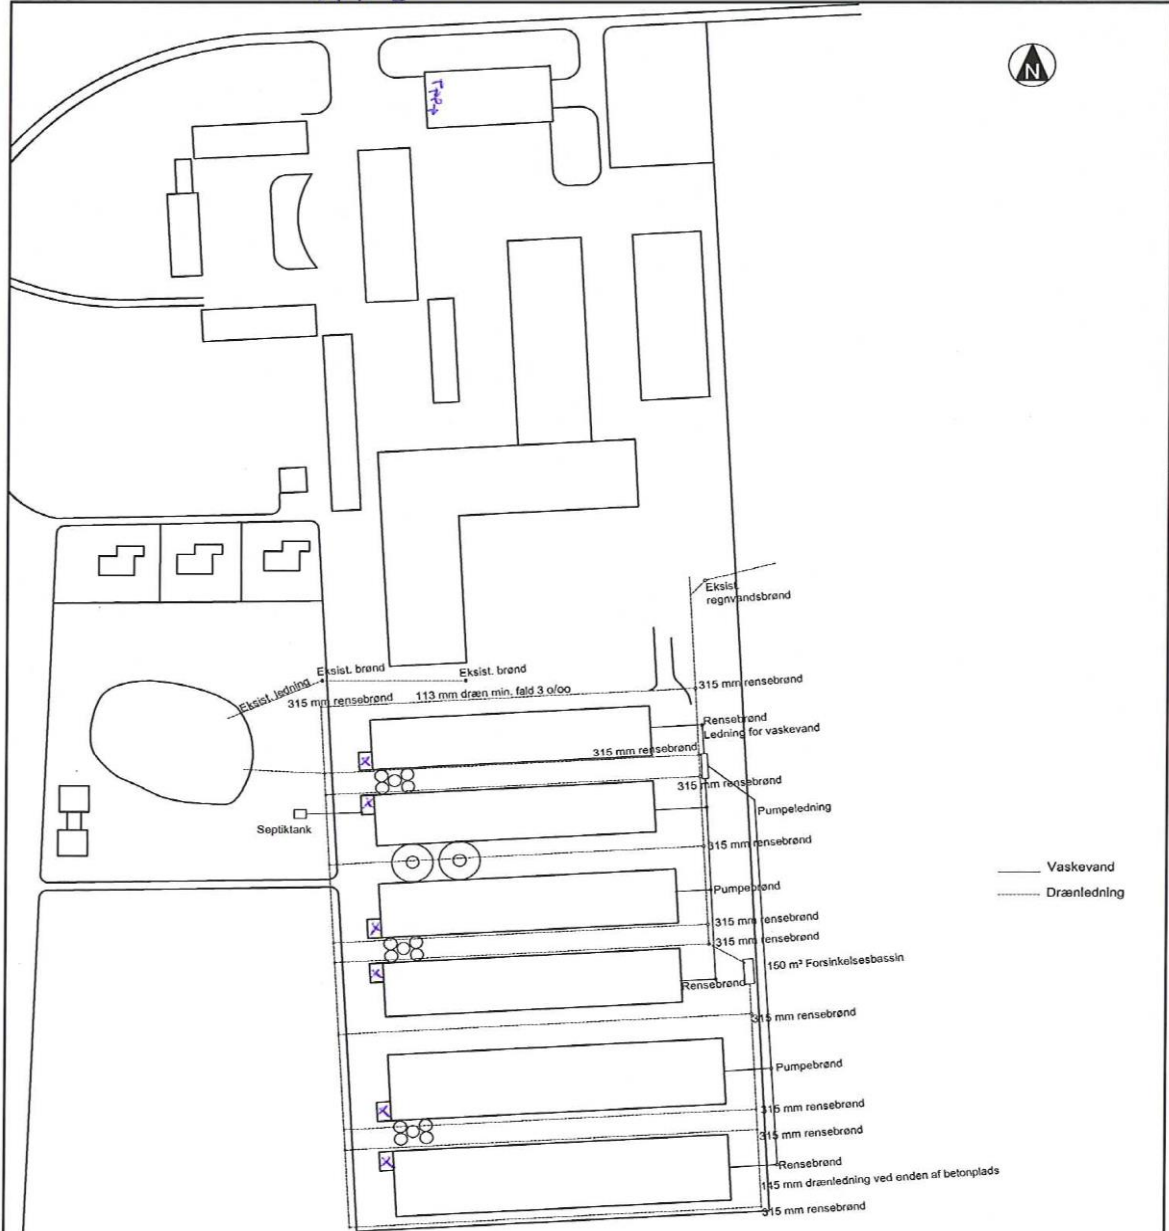 N
Eksist.
regnvandsbrønd
Eksist. brønd
Eksist. brønd
Eksist. ledning
315 mm rensebrønd
113 mm dræn min. fald 3 o/oo
315 mm rensebrønd
Rensebrønd
Ledning for vaskevand
315 mm rensebrønd
315 mm rensebrønd
Pumpeledning
Septiktank
315 mm rensebrønd
Vaskevand
Pumpebrønd
Drænledning
315 mm rensebrønd
315 mm rensebrønd
150 m³ Forsinkelsesbassin
Rensebrønd
315 mm rensebrønd
Pumpebrønd
315 mm rensebrønd
315 mm rensebrønd
Rensebrønd
145 mm drænledning ved enden af betonplads
315 mm rensebrønd